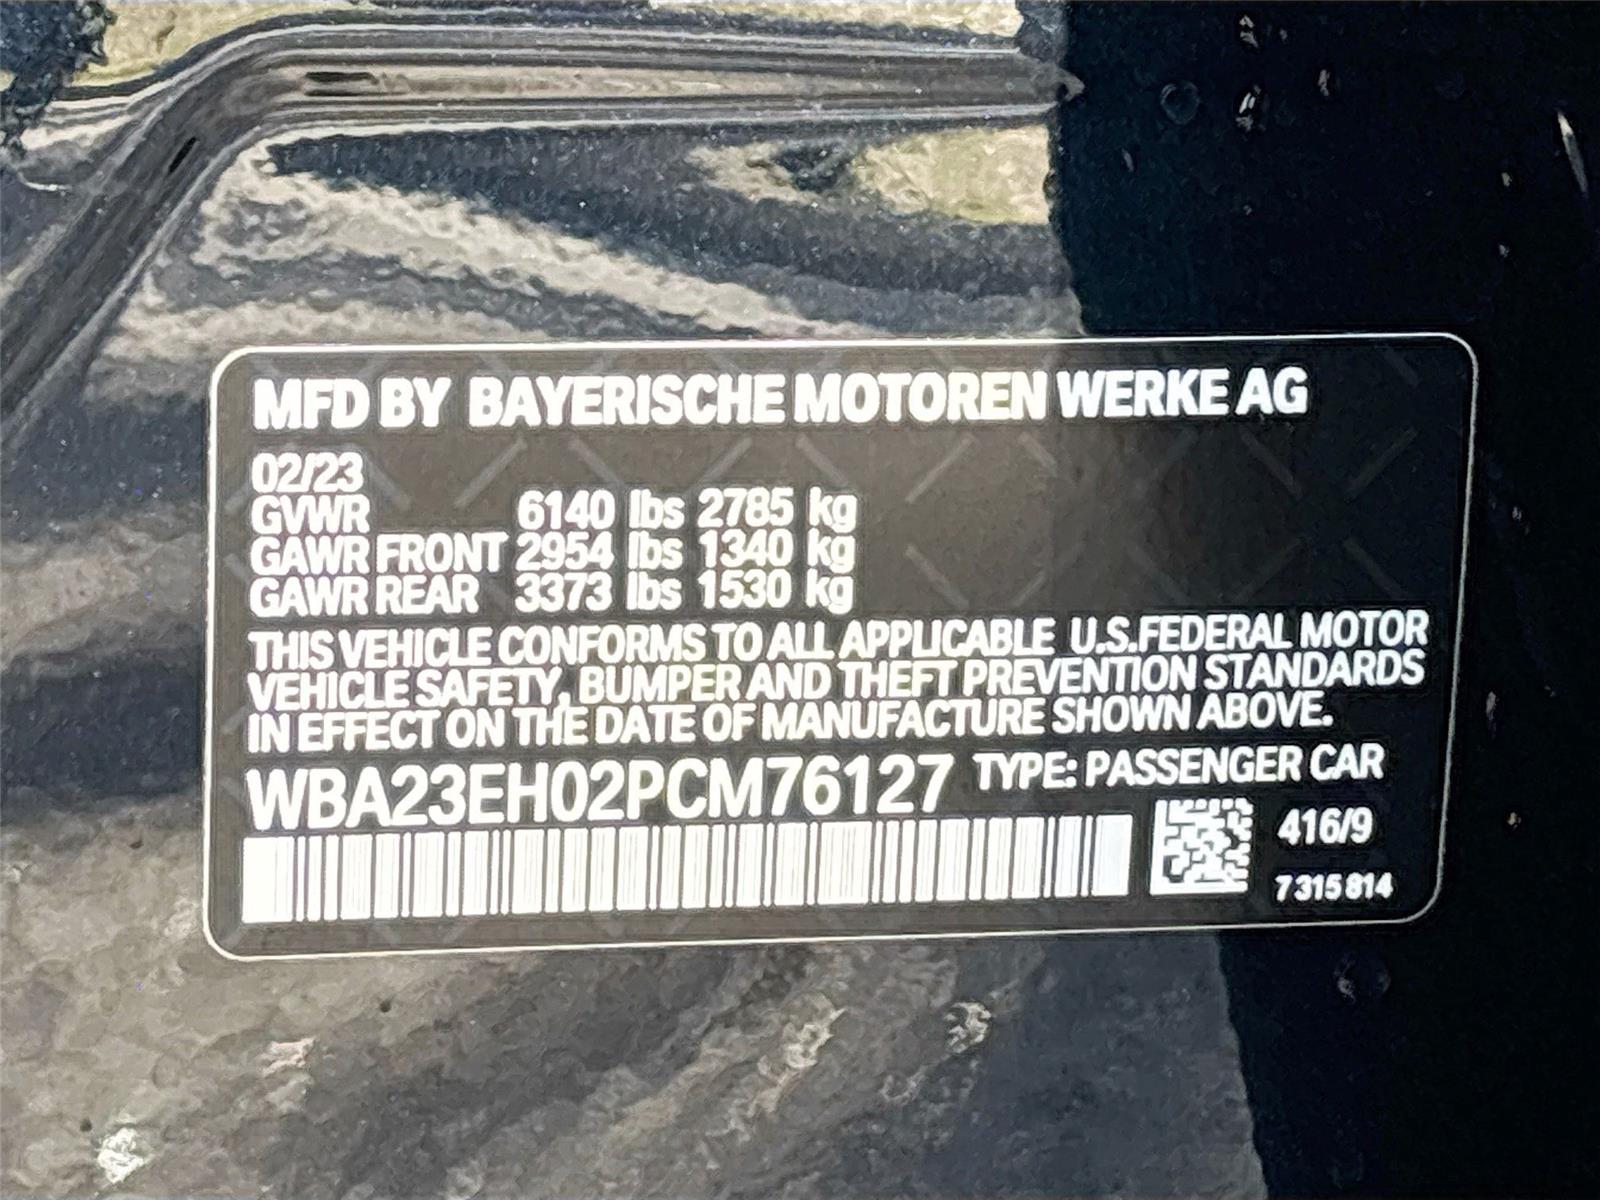 MFD BY BAYERISCHE MOTOREN WERKE AG
02/23
GVWR 6140 lbs 2785 kg
GAWR FRONT 2954 lbs 1340 kg
GAWR REAR 3373 lbs 1530 kg
THIS VEHICLE CONFORMS TO ALL APPLICABLE U.S.FEDERAL MOTOR
VEHICLE SAFETY, BUMPER AND THEFT PREVENTION STANDARDS
IN EFFECT ON THE DATE OF MANUFACTURE SHOWN ABOVE.
WBA23EH02PCM76127 TYPE: PASSENGER CAR
416/9
7 315 814